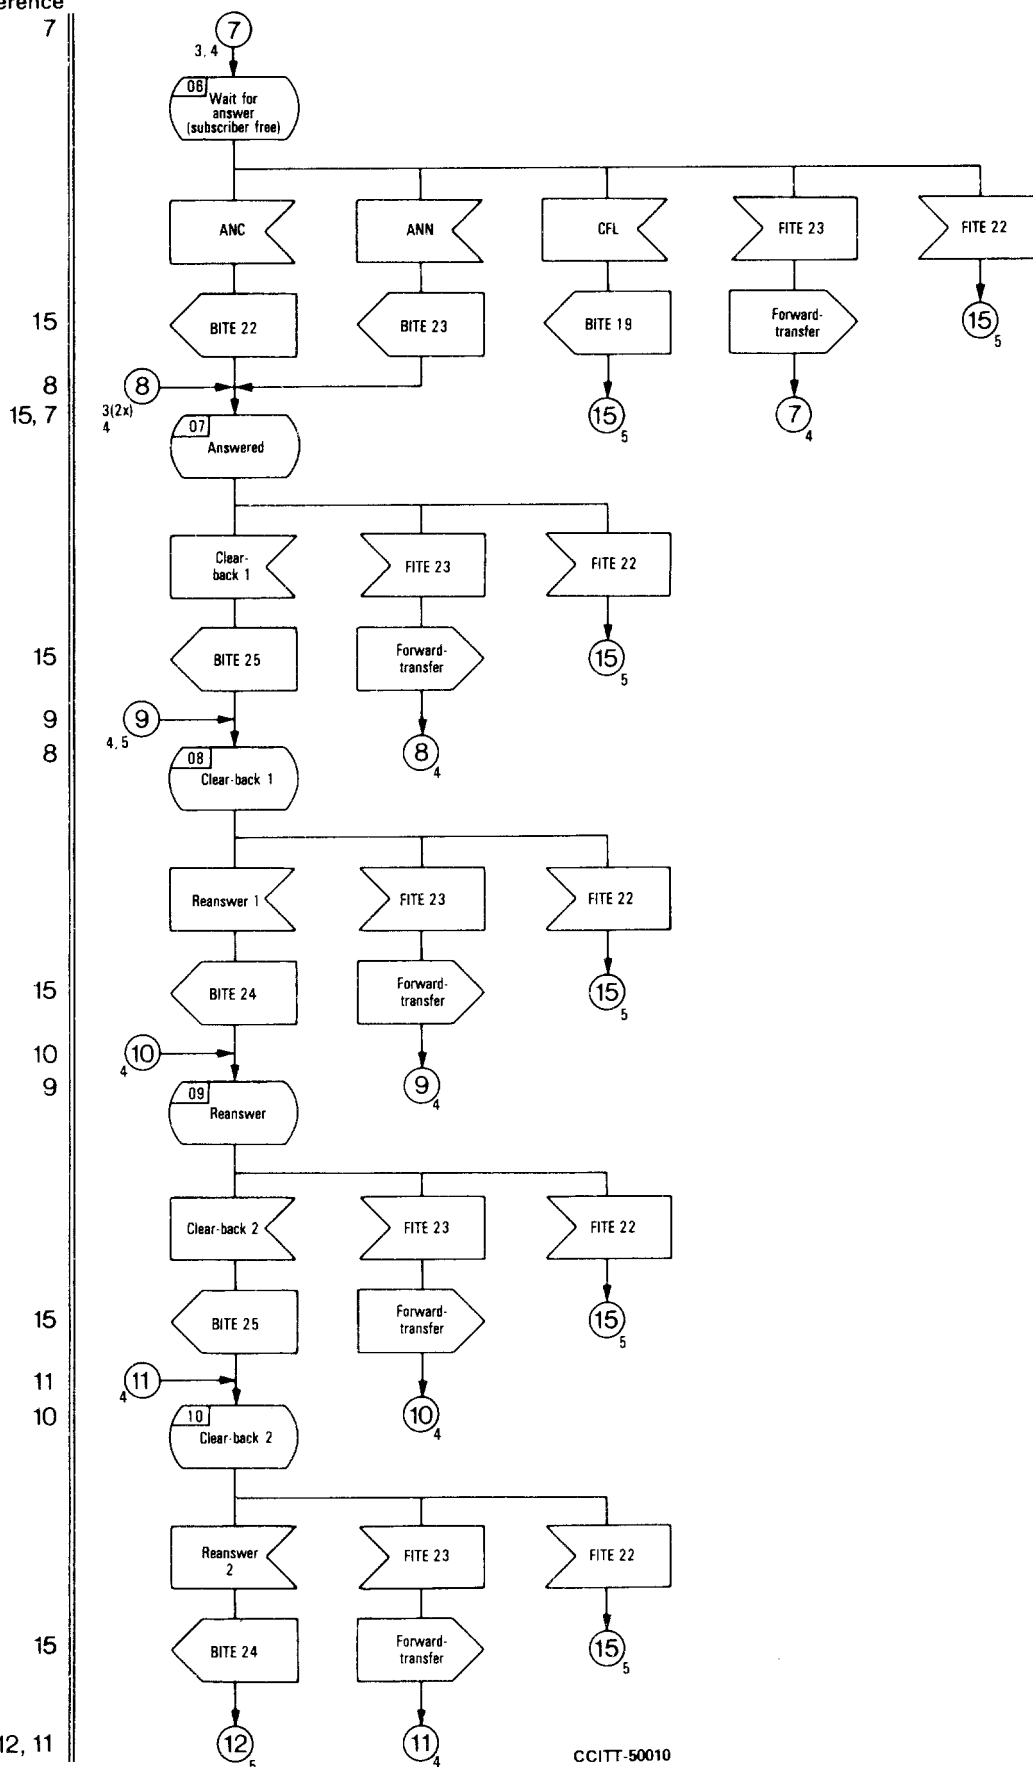 erence
7
7
3, 4
06
Wait for
answer
(subscriber free)
ANC
ANN
CFL
FITE 23
FITE 22
15
BITE 22
BITE 23
BITE 19
Forward-
transfer
15
5
8
8
15, 7
3(2x)
4
15
5
7
4
07
Answered
Clear-
back 1
FITE 23
FITE 22
15
BITE 25
Forward-
transfer
15
5
9
9
4, 5
8
8
4
08
Clear-back 1
Reanswer 1
FITE 23
FITE 22
15
BITE 24
Forward-
transfer
15
5
10
10
4
9
9
4
09
Reanswer
Clear-back 2
FITE 23
FITE 22
15
BITE 25
Forward-
transfer
15
5
11
11
4
10
10
4
10
Clear-back 2
Reanswer
2
FITE 23
FITE 22
15
BITE 24
Forward-
transfer
15
5
12, 11
12
5
11
4
CCITT-50010